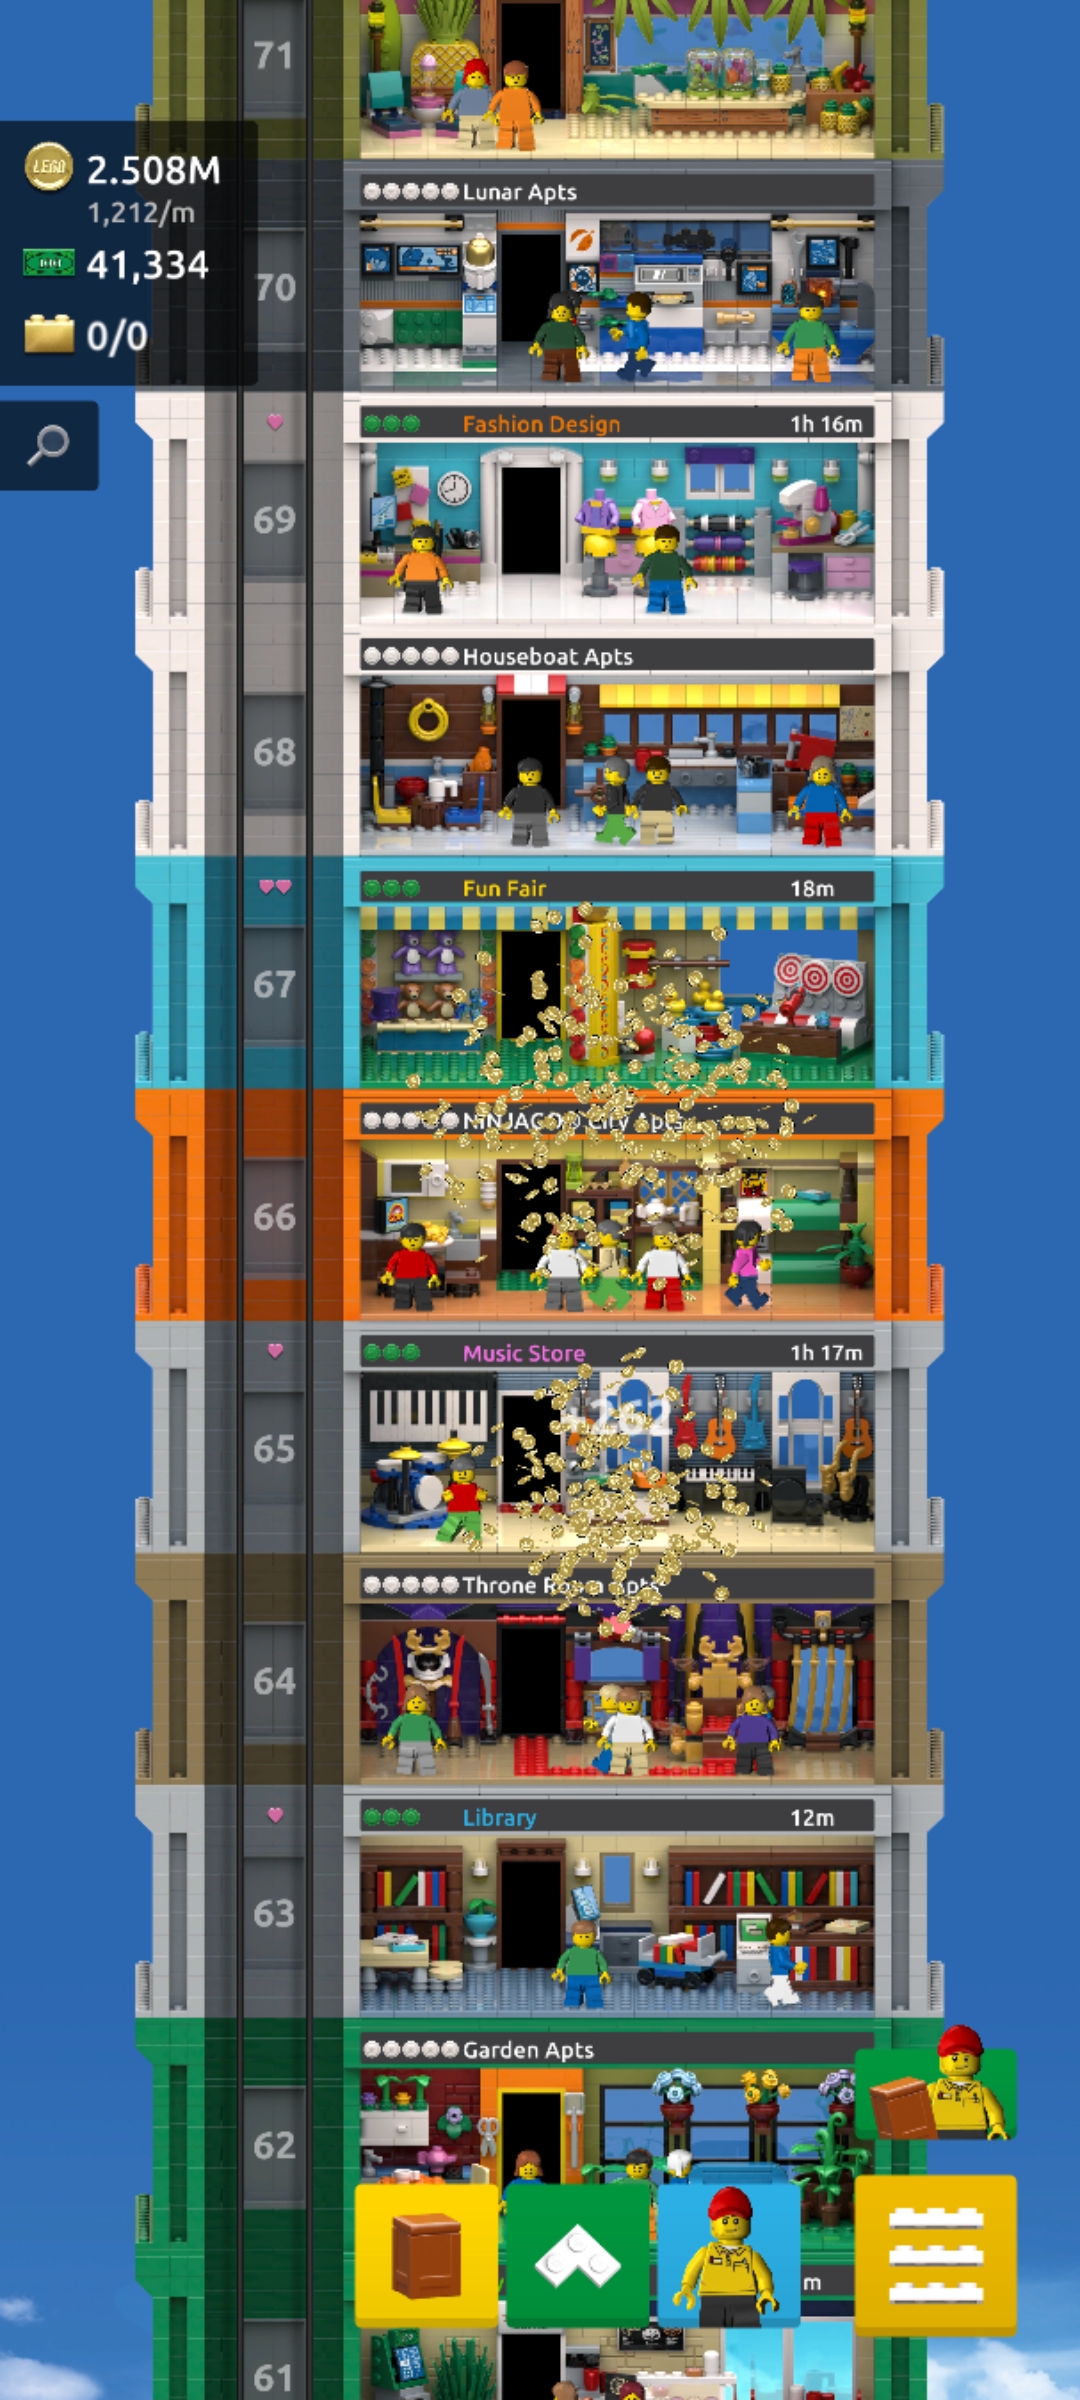 71
LEGO 2.508M
1,212/m
41,334
0/0
Lunar Apts
70
Fashion Design 1h 16m
69
Houseboat Apts
68
Fun Fair 18m
67
NINJAGO® City Apts
66
Music Store 1h 17m
+262
65
Throne Room Apts
64
Library 12m
63
Garden Apts
62
m
61